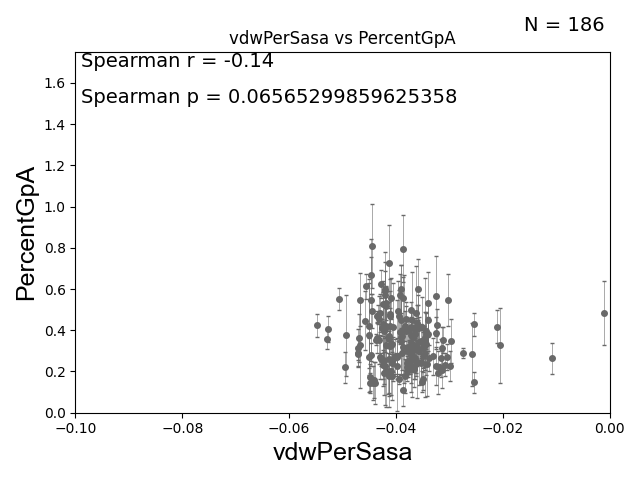 N = 186
vdwPerSasa vs PercentGpA
Spearman r = -0.14
Spearman p = 0.06565299859625358
PercentGpA
1.6
1.4
1.2
1.0
0.8
0.6
0.4
0.2
0.0
−0.10
−0.08
−0.06
−0.04
−0.02
0.00
vdwPerSasa